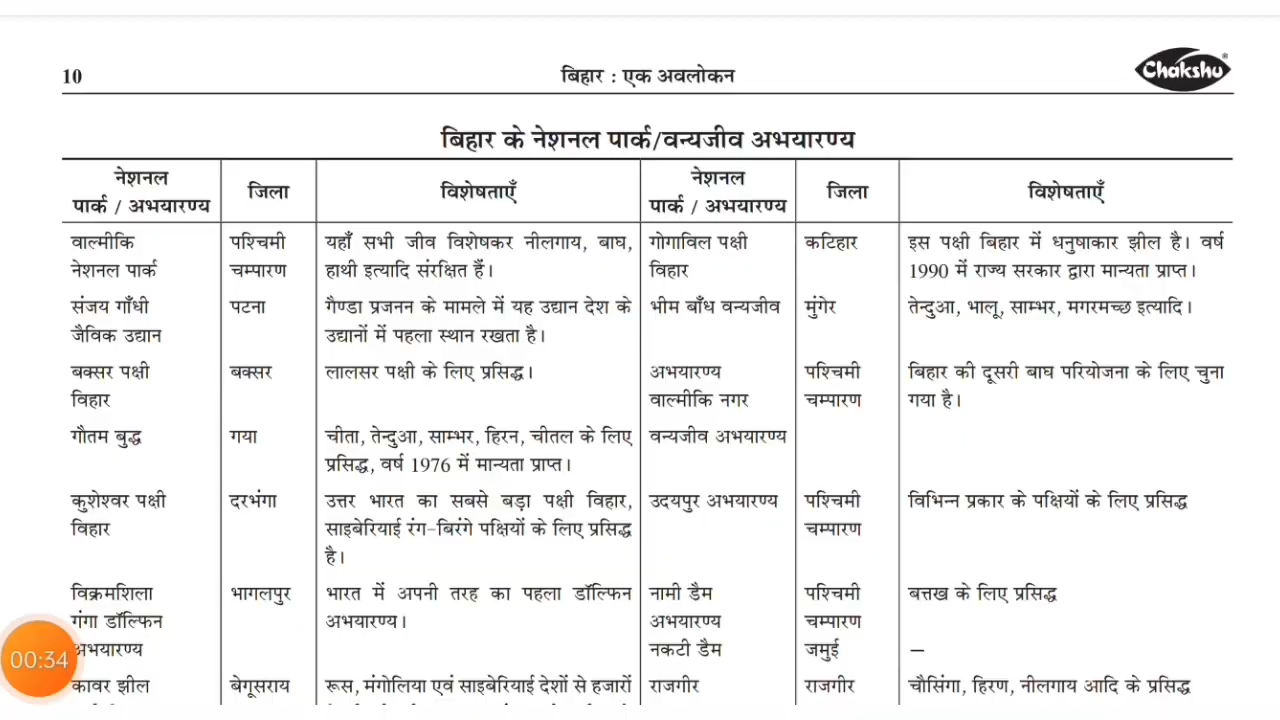 10
बिहार : एक अवलोकन
Chakshu
बिहार के नेशनल पार्क/वन्यजीव अभयारण्य
नेशनल पार्क / अभयारण्य | जिला | विशेषताएँ | नेशनल पार्क / अभयारण्य | जिला | विशेषताएँ
वाल्मीकि | पश्चिमी | यहाँ सभी जीव विशेषकर नीलगाय, बाघ, | गोगाविल पक्षी | कटिहार | इस पक्षी बिहार में धनुषाकार झील है। वर्ष
नेशनल पार्क | चम्पारण | हाथी इत्यादि संरक्षित हैं। | विहार | 1990 में राज्य सरकार द्वारा मान्यता प्राप्त।
संजय गाँधी | पटना | गैण्डा प्रजनन के मामले में यह उद्यान देश के | भीम बाँध वन्यजीव | मुंगेर | तेन्दुआ, भालू, साम्भर, मगरमच्छ इत्यादि।
जैविक उद्यान | उद्यानों में पहला स्थान रखता है।
बक्सर पक्षी | बक्सर | लालसर पक्षी के लिए प्रसिद्ध। | अभयारण्य | पश्चिमी | बिहार की दूसरी बाघ परियोजना के लिए चुना
विहार | वाल्मीकि नगर | चम्पारण | गया है।
गौतम बुद्ध | गया | चीता, तेन्दुआ, साम्भर, हिरन, चीतल के लिए | वन्यजीव अभयारण्य
प्रसिद्ध, वर्ष 1976 में मान्यता प्राप्त।
कुशेश्वर पक्षी | दरभंगा | उत्तर भारत का सबसे बड़ा पक्षी विहार, | उदयपुर अभयारण्य | पश्चिमी | विभिन्न प्रकार के पक्षियों के लिए प्रसिद्ध
विहार | साइबेरियाई रंग-बिरंगे पक्षियों के लिए प्रसिद्ध | चम्पारण
है।
विक्रमशिला | भागलपुर | भारत में अपनी तरह का पहला डॉल्फिन | नामी डैम | पश्चिमी | बत्तख के लिए प्रसिद्ध
गंगा डॉल्फिन | अभयारण्य। | अभयारण्य | चम्पारण
अभयारण्य | नकटी डैम | जमुई | –
00:34
कावर झील | बेगूसराय | रूस, मंगोलिया एवं साइबेरियाई देशों से हजारों | राजगीर | राजगीर | चौसिंगा, हिरण, नीलगाय आदि के प्रसिद्ध